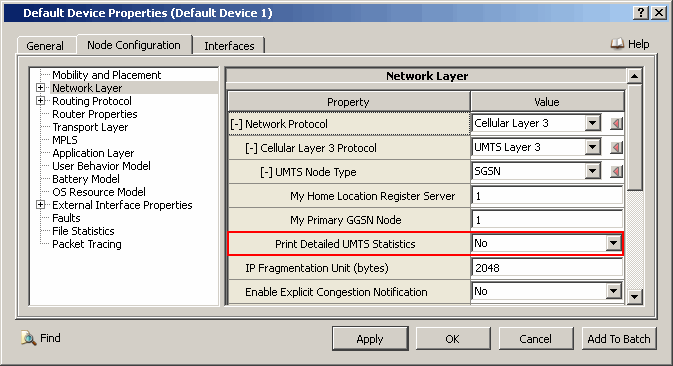 Default Device Properties (Default Device 1)
General Node Configuration Interfaces Help
Mobility and Placement
Network Layer
Routing Protocol
Router Properties
Transport Layer
MPLS
Application Layer
User Behavior Model
Battery Model
OS Resource Model
External Interface Properties
Faults
File Statistics
Packet Tracing
Network Layer
Property Value
[-] Network Protocol Cellular Layer 3
[-] Cellular Layer 3 Protocol UMTS Layer 3
[-] UMTS Node Type SGSN
My Home Location Register Server 1
My Primary GGSN Node 1
Print Detailed UMTS Statistics No
IP Fragmentation Unit (bytes) 2048
Enable Explicit Congestion Notification No
Find Apply OK Cancel Add To Batch